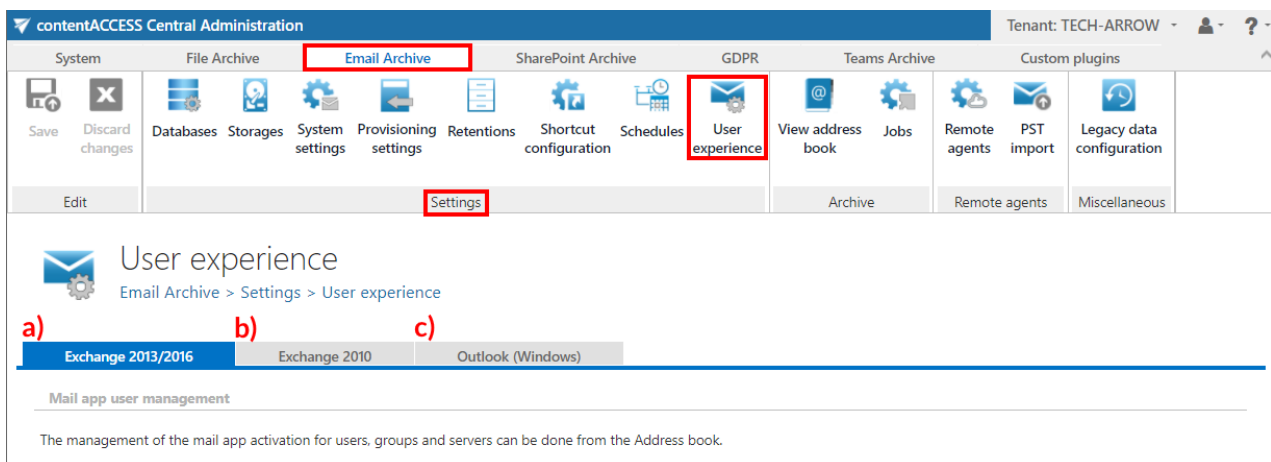 contentACCESS Central Administration
Tenant: TECH-ARROW
?
System
File Archive
Email Archive
SharePoint Archive
GDPR
Teams Archive
Custom plugins
Save
Discard
changes
Databases
Storages
System
settings
Provisioning
settings
Retentions
Shortcut
configuration
Schedules
User
experience
@
View address
book
Jobs
Remote
agents
PST
import
Legacy data
configuration
Edit
Settings
Archive
Remote agents
Miscellaneous
User experience
Email Archive > Settings > User experience
a)
b)
c)
Exchange 2013/2016
Exchange 2010
Outlook (Windows)
Mail app user management
The management of the mail app activation for users, groups and servers can be done from the Address book.